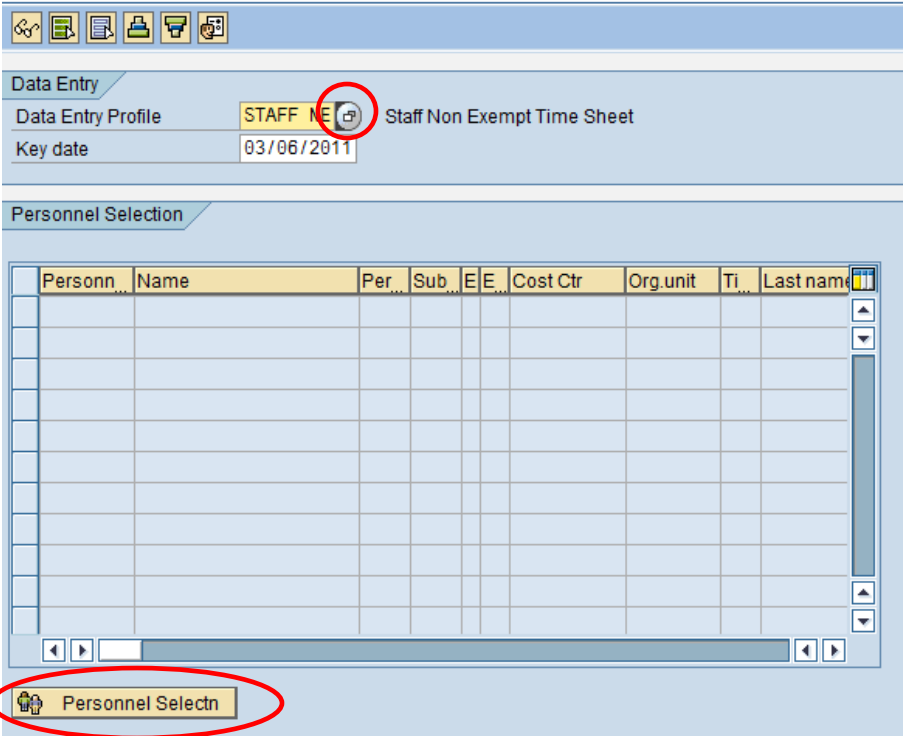 Data Entry
Data Entry Profile STAFF NE Staff Non Exempt Time Sheet
Key date 03/06/2011
Personnel Selection
Personn... Name Per... Sub... E E... Cost Ctr Org.unit Ti... Last name
Personnel Selectn